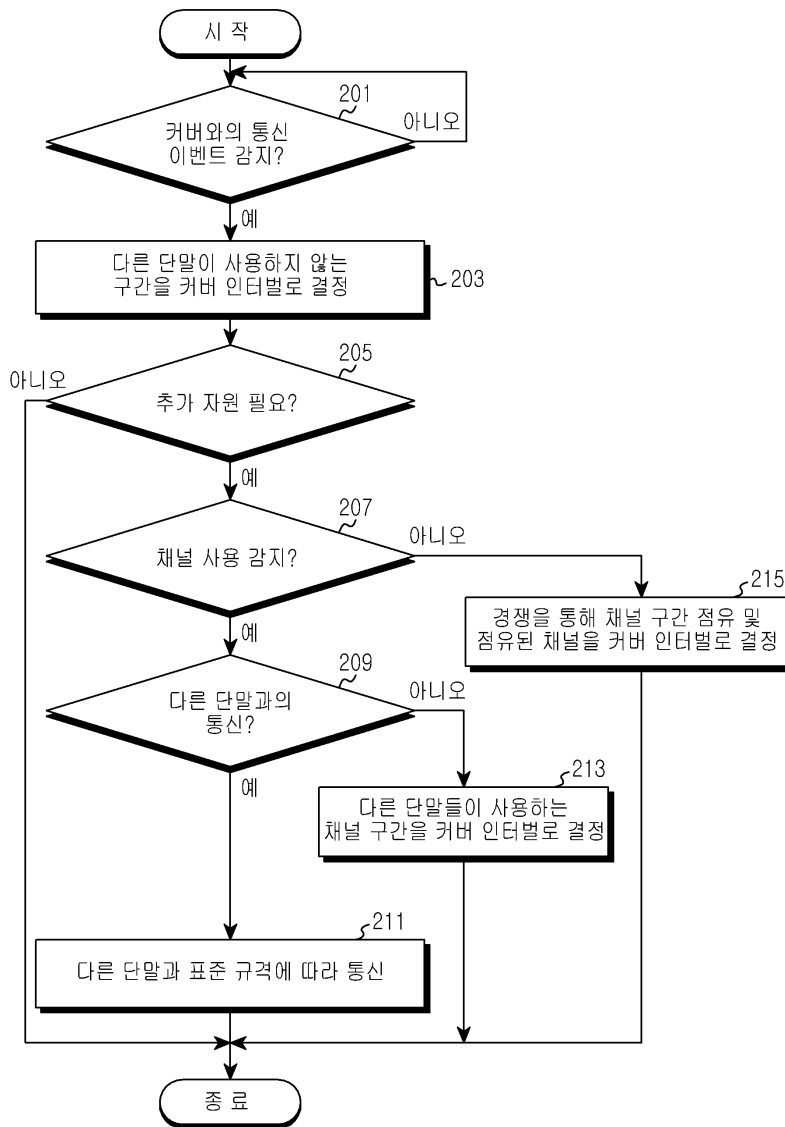 시 작
201
커버와의 통신
이벤트 감지?
아니오
예
다른 단말이 사용하지 않는
구간을 커버 인터벌로 결정
203
205
아니오
추가 자원 필요?
예
207
채널 사용 감지?
아니오
215
경쟁을 통해 채널 구간 점유 및
점유된 채널을 커버 인터벌로 결정
예
209
다른 단말과의
통신?
아니오
예
213
다른 단말들이 사용하는
채널 구간을 커버 인터벌로 결정
211
다른 단말과 표준 규격에 따라 통신
종 료